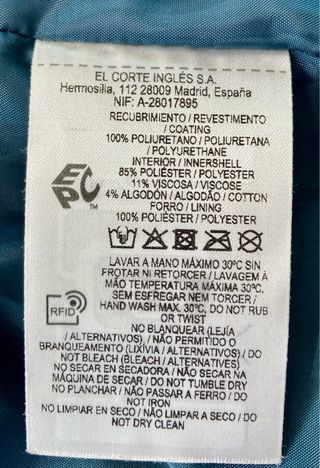 EL CORTE INGLÉS S.A.
Hermosilla, 112 28009 Madrid, España
NIF: A-28017895
RECUBRIMIENTO / REVESTIMENTO
/ COATING
100% POLIURETANO / POLIURETANA
/ POLYURETHANE
INTERIOR / INNERSHELL
85% POLIÉSTER / POLYESTER
11% VISCOSA / VISCOSE
4% ALGODÓN / ALGODÃO / COTTON
FORRO / LINING
100% POLIÉSTER / POLYESTER
EPC™
LAVAR A MANO MÁXIMO 30ºC SIN
FROTAR NI RETORCER / LAVAGEM À
MÃO TEMPERATURA MÁXIMA 30ºC,
SEM ESFREGAR NEM TORCER /
HAND WASH MAX. 30ºC, DO NOT RUB
OR TWIST
RFID
NO BLANQUEAR (LEJÍA
/ ALTERNATIVOS) / NÃO PERMITIDO O
BRANQUEAMENTO (LIXÍVIA / ALTERNATIVOS) / DO
NOT BLEACH (BLEACH / ALTERNATIVES)
NO SECAR EN SECADORA / NÃO SECAR NA
MÁQUINA DE SECAR / DO NOT TUMBLE DRY
NO PLANCHAR / NÃO PASSAR A FERRO / DO
NOT IRON
NO LIMPIAR EN SECO / NÃO LIMPAR A SECO / DO
NOT DRY CLEAN